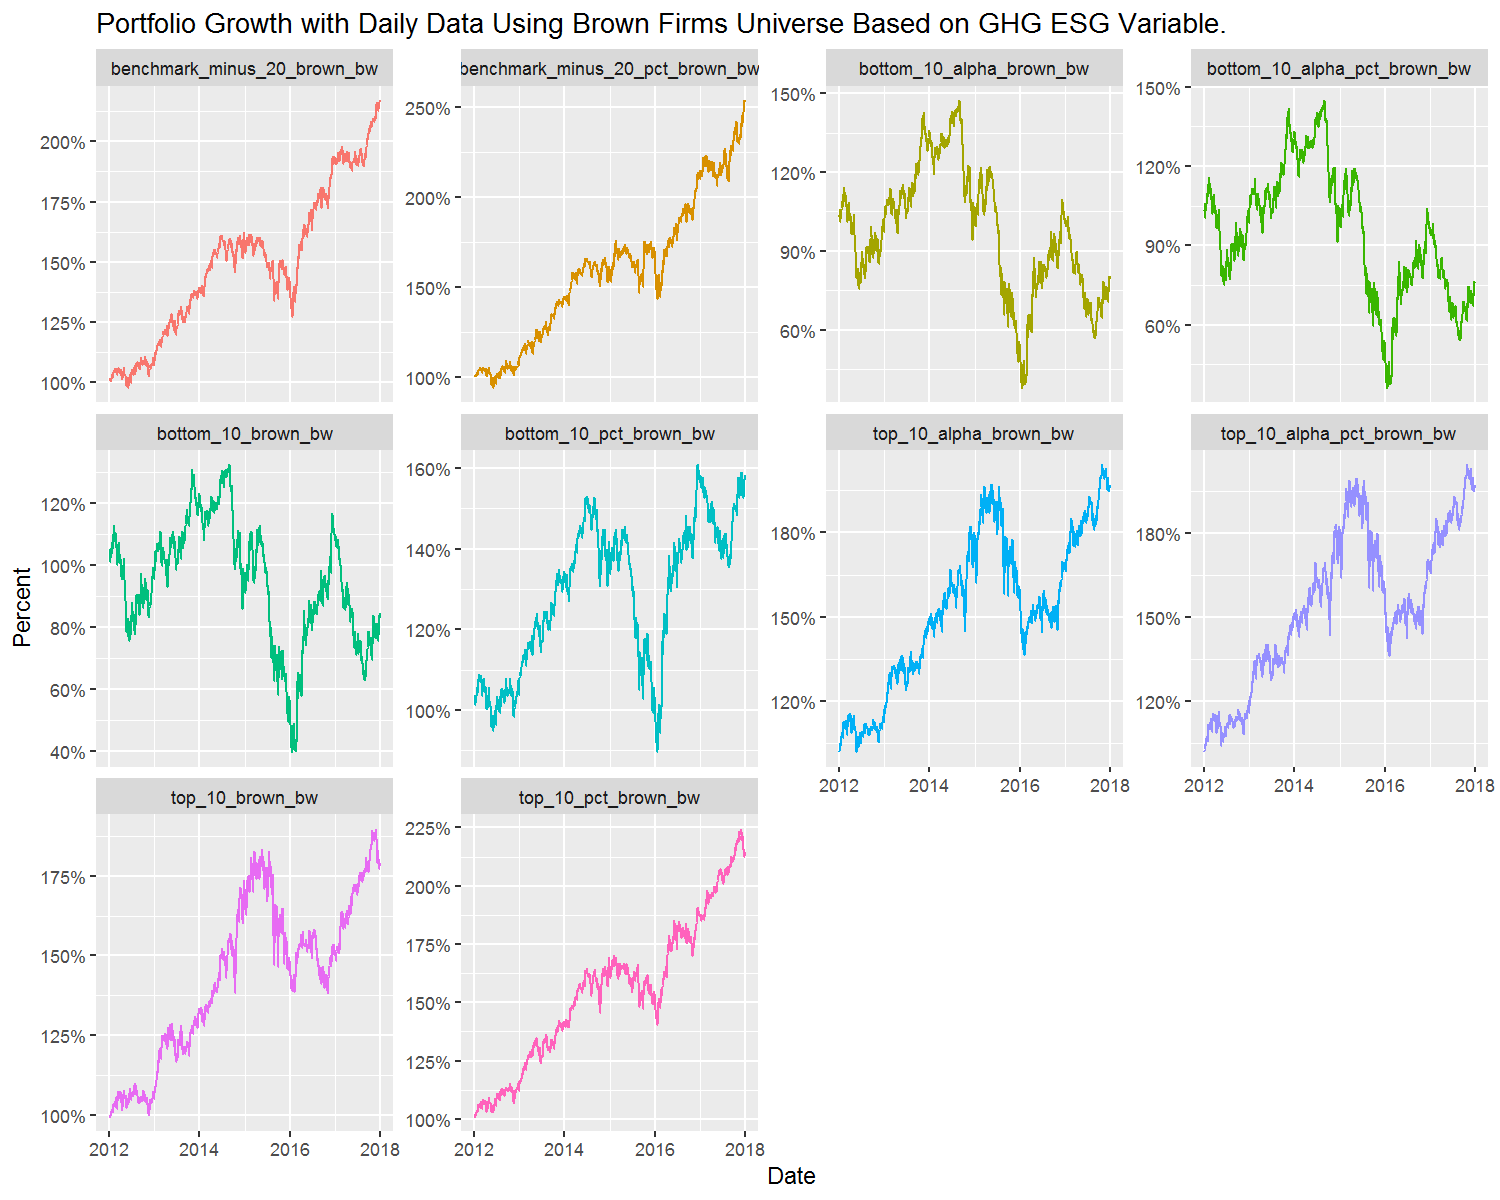 Portfolio Growth with Daily Data Using Brown Firms Universe Based on GHG ESG Variable.
benchmark_minus_20_brown_bw
benchmark_minus_20_pct_brown_bw
bottom_10_alpha_brown_bw
bottom_10_alpha_pct_brown_bw
200%
175%
150%
125%
100%
250%
200%
150%
100%
150%
120%
90%
60%
150%
120%
90%
60%
bottom_10_brown_bw
bottom_10_pct_brown_bw
top_10_alpha_brown_bw
top_10_alpha_pct_brown_bw
120%
100%
80%
60%
40%
160%
140%
120%
100%
180%
150%
120%
2012 2014 2016 2018
180%
150%
120%
2012 2014 2016 2018
top_10_brown_bw
top_10_pct_brown_bw
175%
150%
125%
100%
2012 2014 2016 2018
225%
200%
175%
150%
125%
100%
2012 2014 2016 2018
Percent
Date